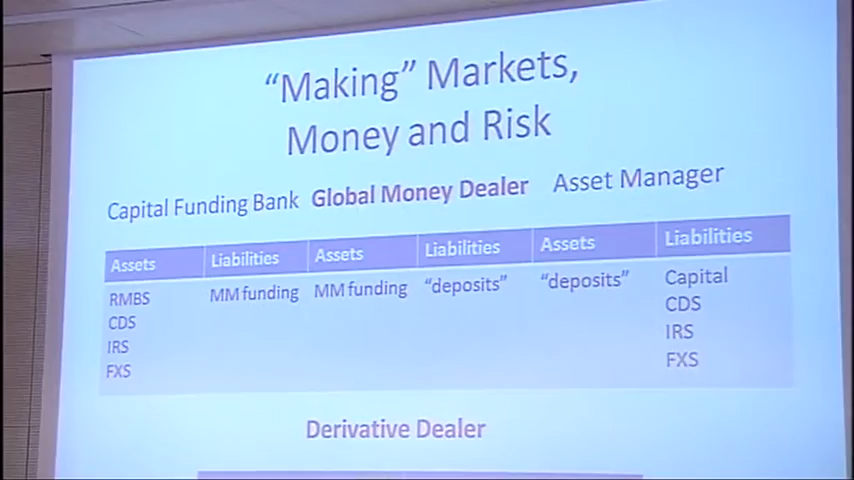 “Making” Markets,
Money and Risk
Capital Funding Bank Global Money Dealer Asset Manager
Assets Liabilities Assets Liabilities Assets Liabilities
RMBS MM funding MM funding “deposits” “deposits” Capital
CDS CDS
IRS IRS
FXS FXS
Derivative Dealer